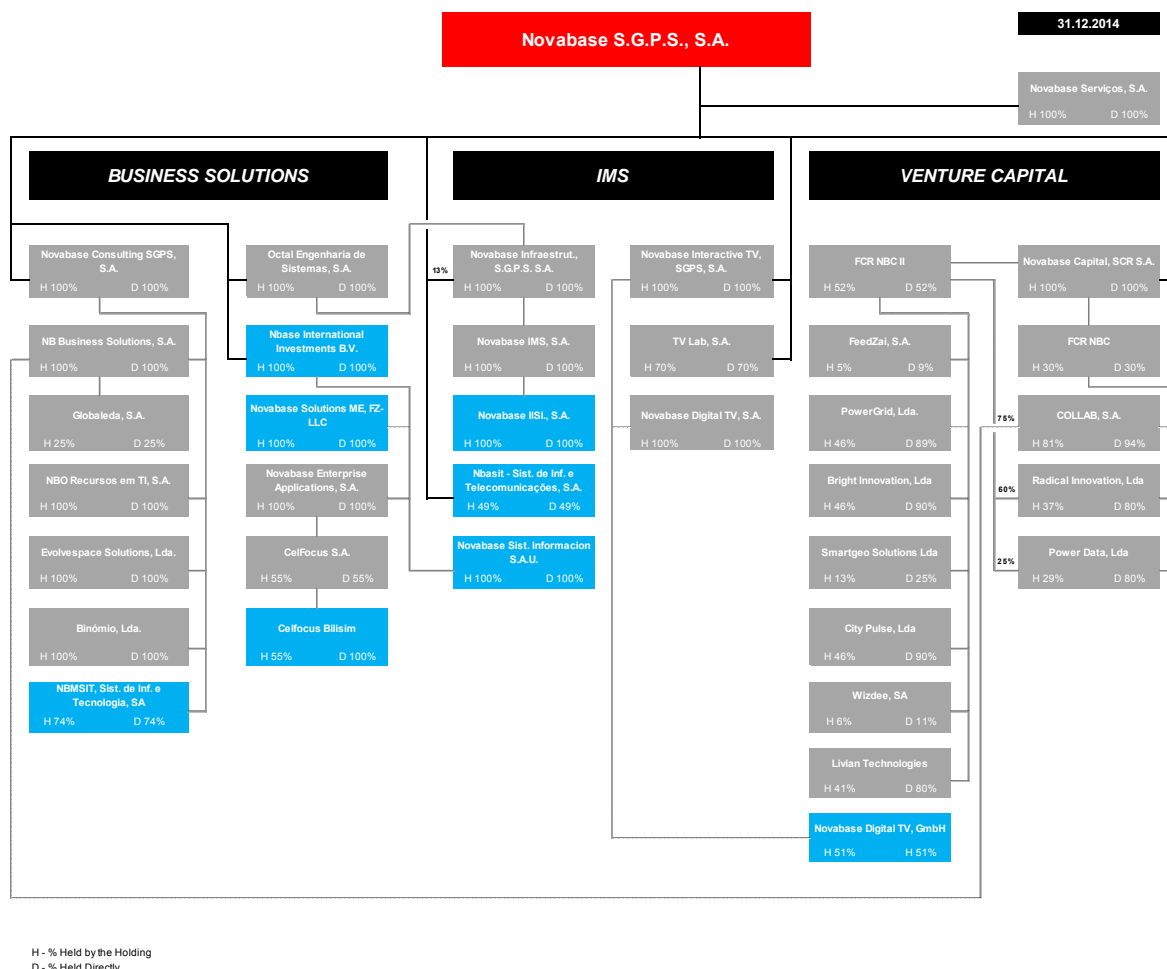 Novabase S.G.P.S., S.A.
31.12.2014
Novabase Serviços, S.A.
H 100% D 100%
BUSINESS SOLUTIONS
IMS
VENTURE CAPITAL
Novabase Consulting SGPS,
S.A.
H 100% D 100%
NB Business Solutions, S.A.
H 100% D 100%
Globaleda, S.A.
H 25% D 25%
NBO Recursos em TI, S.A.
H 100% D 100%
Evolvespace Solutions, Lda.
H 100% D 100%
Binómio, Lda.
H 100% D 100%
NBMSIT, Sist. de Inf. e
Tecnologia, SA
H 74% D 74%
Octal Engenharia de
Sistemas, S.A.
H 100% D 100%
Nbase International
Investments B.V.
H 100% D 100%
Novabase Solutions ME, FZ-
LLC
H 100% D 100%
Novabase Enterprise
Applications, S.A.
H 100% D 100%
CelFocus S.A.
H 55% D 55%
Celfocus Bilisim
H 55% D 100%
13%
Novabase Infraestrut.,
S.G.P.S. S.A.
H 100% D 100%
Novabase IMS, S.A.
H 100% D 100%
Novabase IISI., S.A.
H 100% D 100%
Nbasit - Sist. de Inf. e
Telecomunicações, S.A.
H 49% D 49%
Novabase Sist. Informacion
S.A.U.
H 100% D 100%
Novabase Interactive TV,
SGPS, S.A.
H 100% D 100%
TV Lab, S.A.
H 70% D 70%
Novabase Digital TV, S.A.
H 100% D 100%
FCR NBC II
H 52% D 52%
FeedZai, S.A.
H 5% D 9%
PowerGrid, Lda.
H 46% D 89%
Bright Innovation, Lda
H 46% D 90%
Smartgeo Solutions Lda
H 13% D 25%
City Pulse, Lda
H 46% D 90%
Wizdee, SA
H 6% D 11%
Livian Technologies
H 41% D 80%
Novabase Digital TV, GmbH
H 51% H 51%
Novabase Capital, SCR S.A.
H 100% D 100%
FCR NBC
H 30% D 30%
75%
COLLAB, S.A.
H 81% D 94%
60%
Radical Innovation, Lda
H 37% D 80%
25%
Power Data, Lda
H 29% D 80%
H - % Held by the Holding
D - % Held Directly